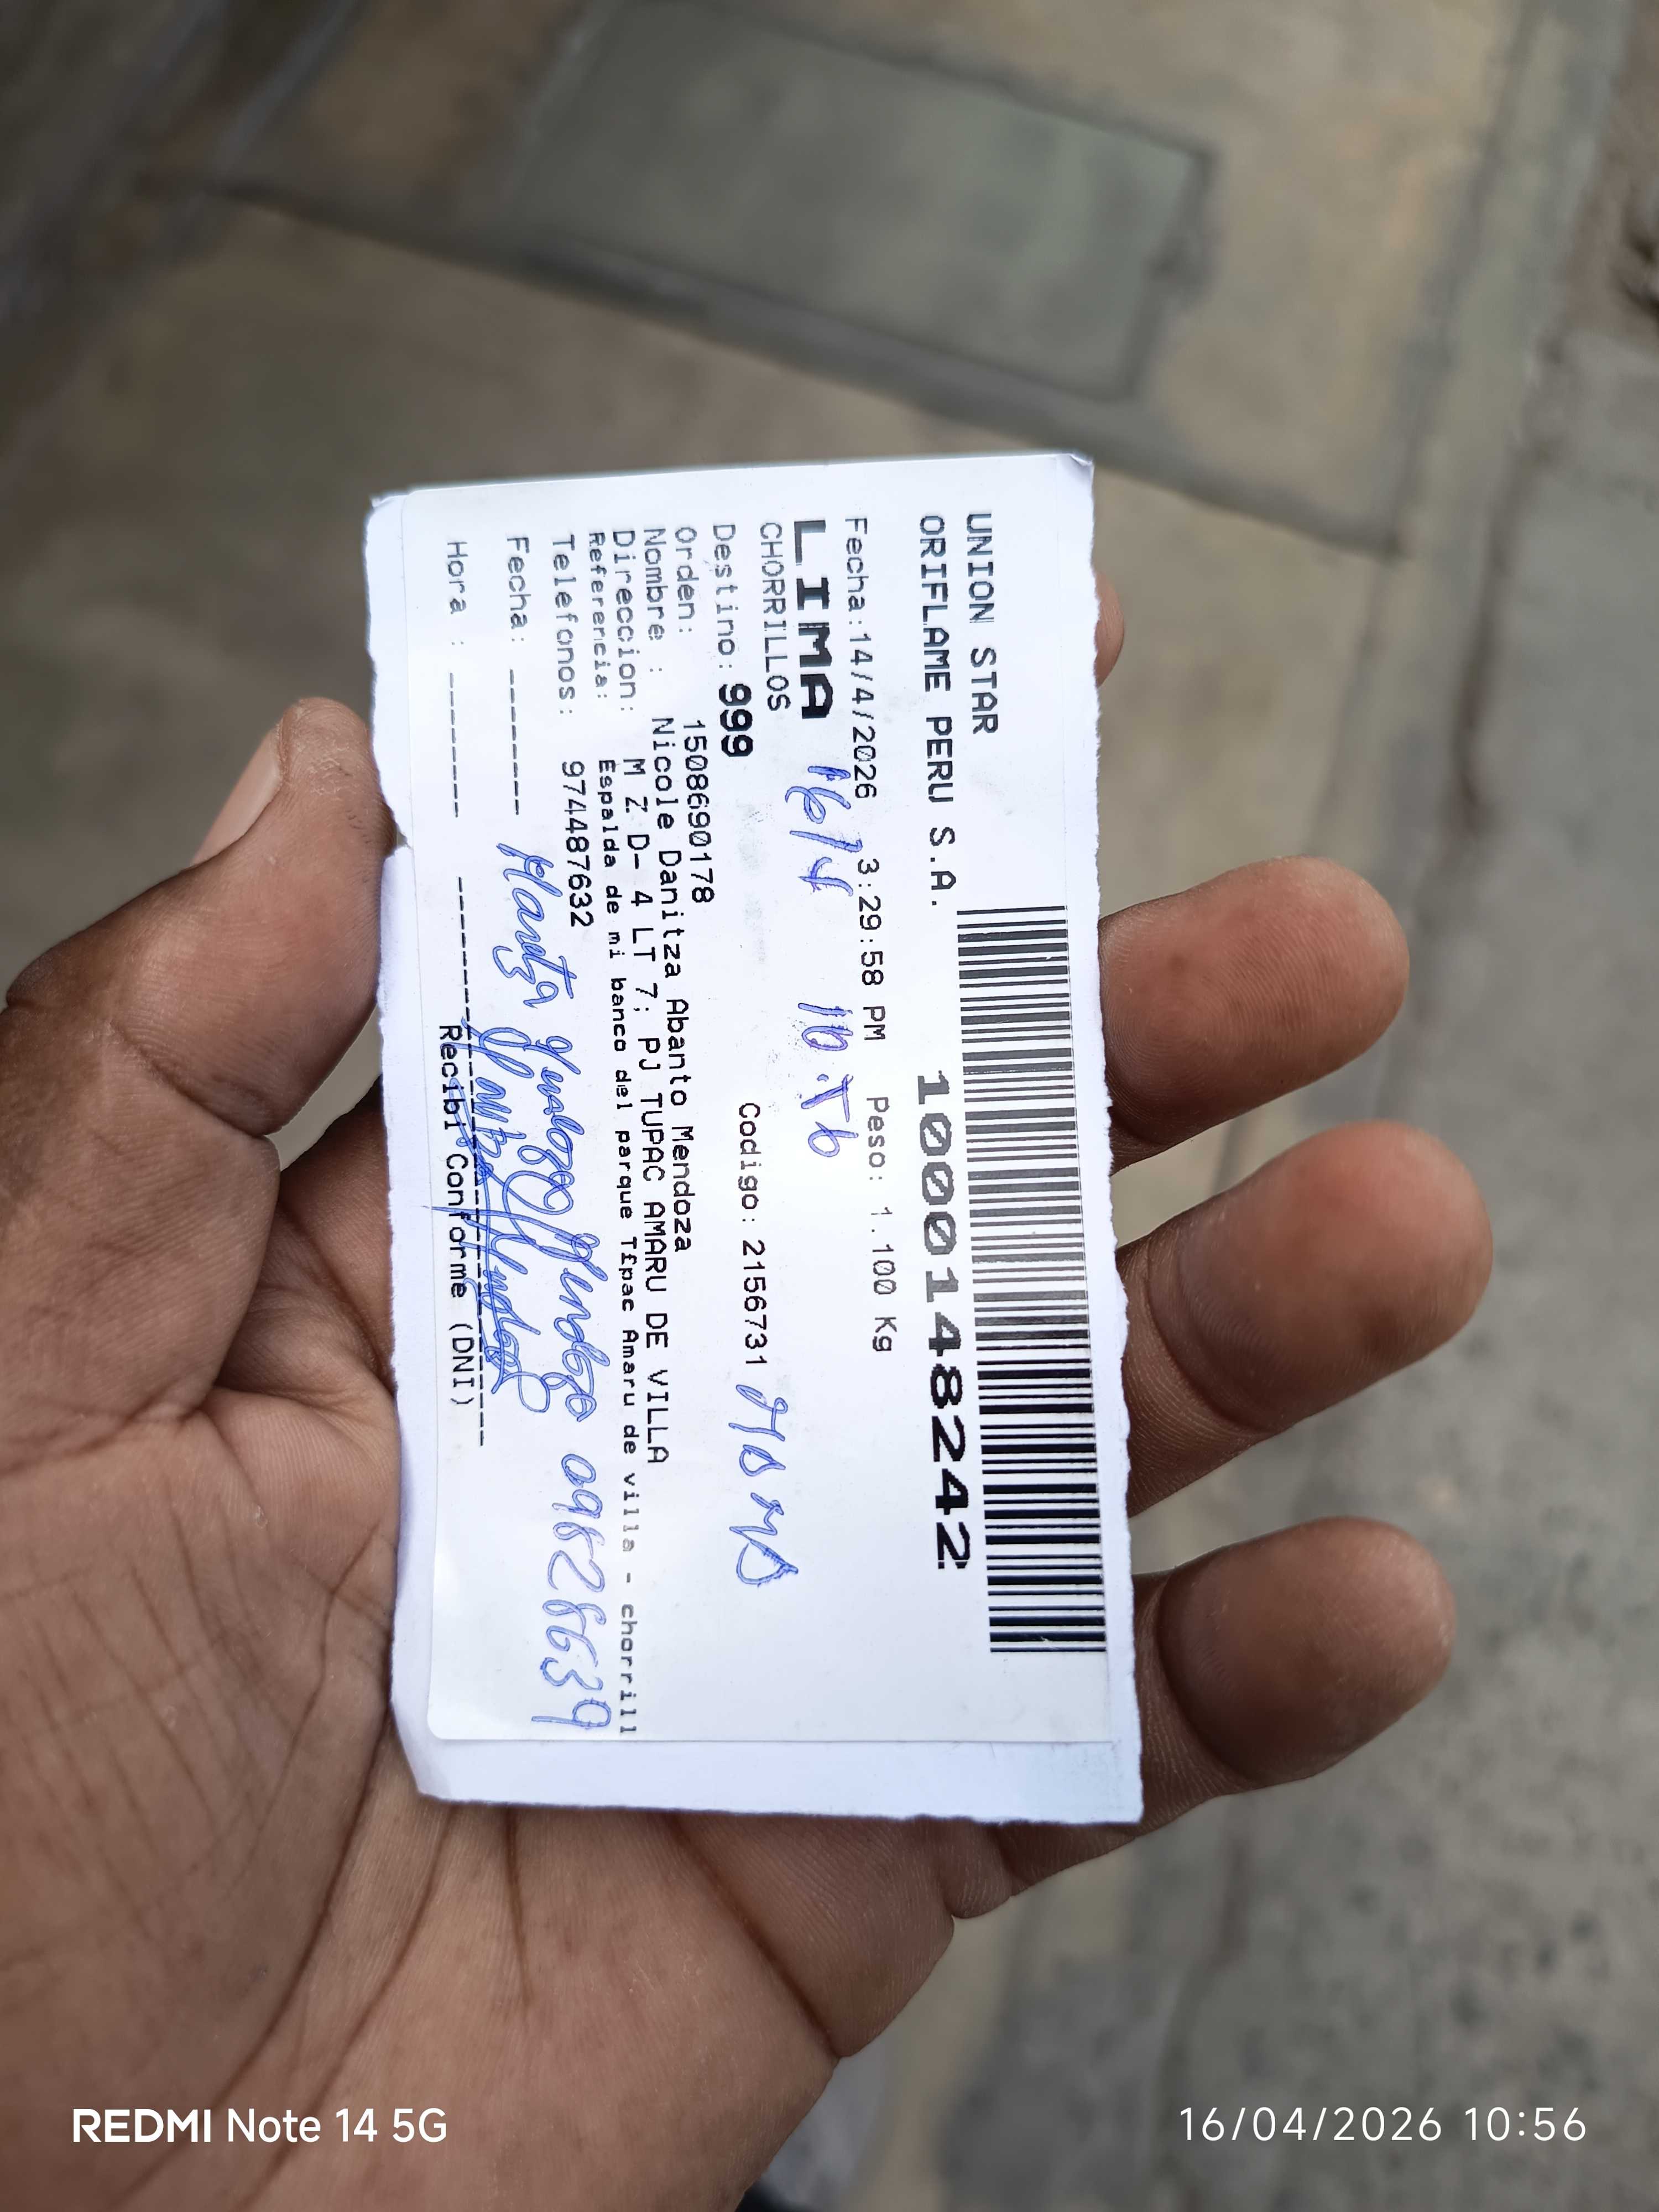 UNION STAR
ORIFLAME PERU S.A. 1000148242
Fecha:14/4/2026 3:29:58 PM Peso: 1.100 Kg
LIMA 16/4 10:56
CHORRILLOS
Destino: 999 Codigo: 2156731
Orden: 1508690178
Nombre : Nicole Danitza Abanto Mendoza
Direccion: M Z D- 4 LT 7; PJ TUPAC AMARU DE VILLA
Referencia: Espalda de mi banco del parque Tfpac Amaru de villa - chorrill
Telefonos: 974487632
Fecha: 09628639
Hora :
Recibi Conforme (DNI)
REDMI Note 14 5G
16/04/2026 10:56